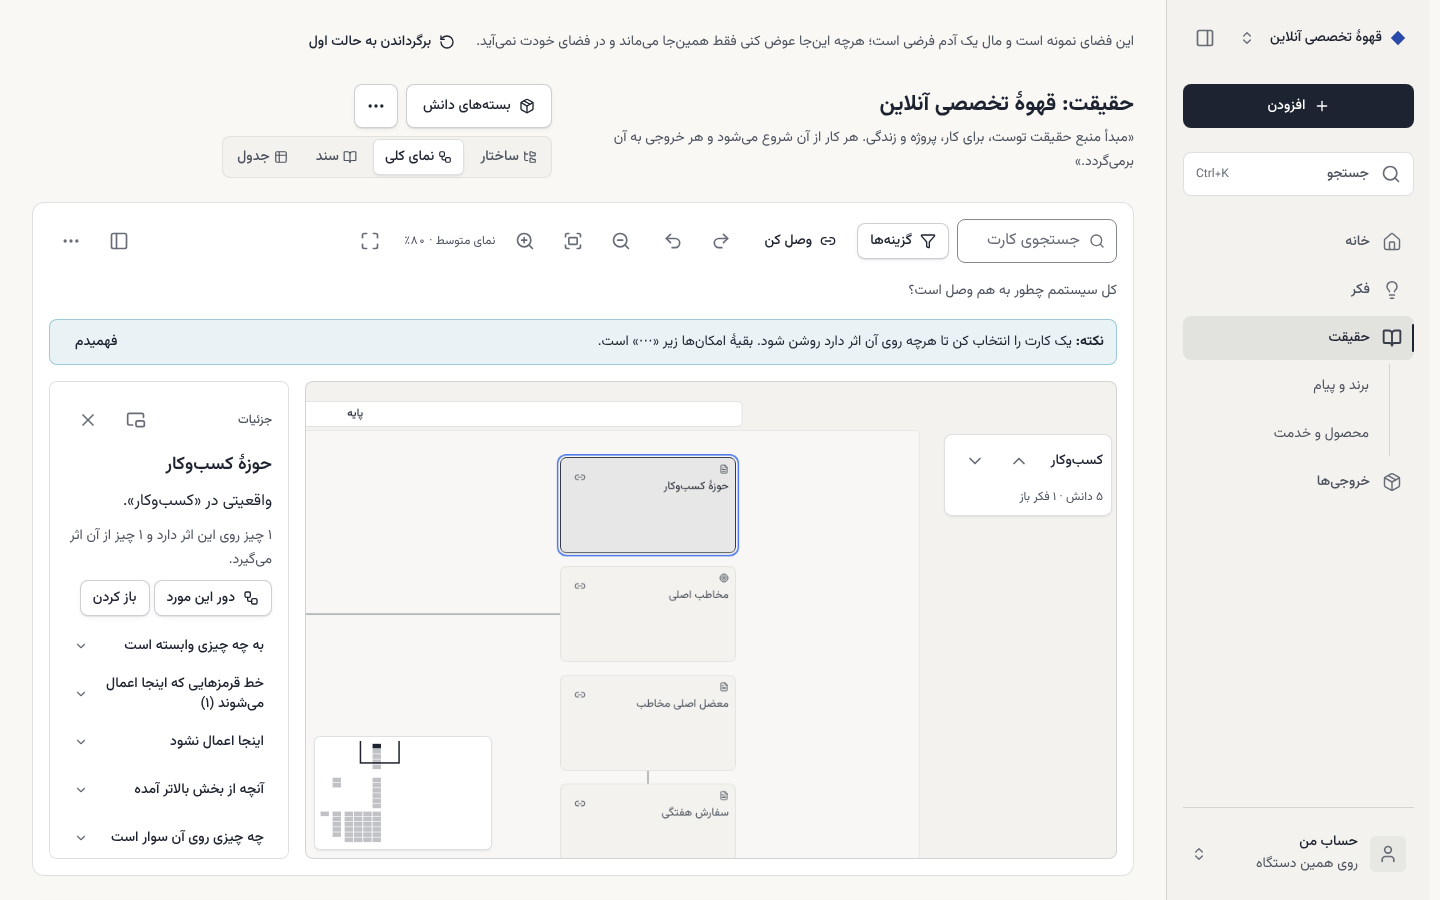 قهوهٔ تخصصی آنلاین
افزودن
جستجو
Ctrl+K
خانه
فکر
حقیقت
برند و پیام
محصول و خدمت
خروجی‌ها
حساب من
روی همین دستگاه
این فضای نمونه است و مال یک آدم فرضی است؛ هرچه این‌جا عوض کنی فقط همین‌جا می‌ماند و در فضای خودت نمی‌آید.
برگرداندن به حالت اول
حقیقت: قهوهٔ تخصصی آنلاین
«مبدأ منبع حقیقت توست، برای کار، پروژه و زندگی. هر کار از آن شروع می‌شود و هر خروجی به آن
برمی‌گردد.»
بسته‌های دانش
ساختار
نمای کلی
سند
جدول
جستجوی کارت
گزینه‌ها
وصل کن
نمای متوسط · ۸۰٪
کل سیستمم چطور به هم وصل است؟
نکته: یک کارت را انتخاب کن تا هرچه روی آن اثر دارد روشن شود. بقیهٔ امکان‌ها زیر «···» است.
فهمیدم
پایه
کسب‌وکار
۵ دانش · ۱ فکر باز
حوزهٔ کسب‌وکار
مخاطب اصلی
معضل اصلی مخاطب
سفارش هفتگی
جزئیات
حوزهٔ کسب‌وکار
واقعیتی در «کسب‌وکار».
۱ چیز روی این اثر دارد و ۱ چیز از آن اثر
می‌گیرد.
دور این مورد
باز کردن
به چه چیزی وابسته است
خط قرمزهایی که اینجا اعمال
می‌شوند (۱)
اینجا اعمال نشود
آنچه از بخش بالاتر آمده
چه چیزی روی آن سوار است